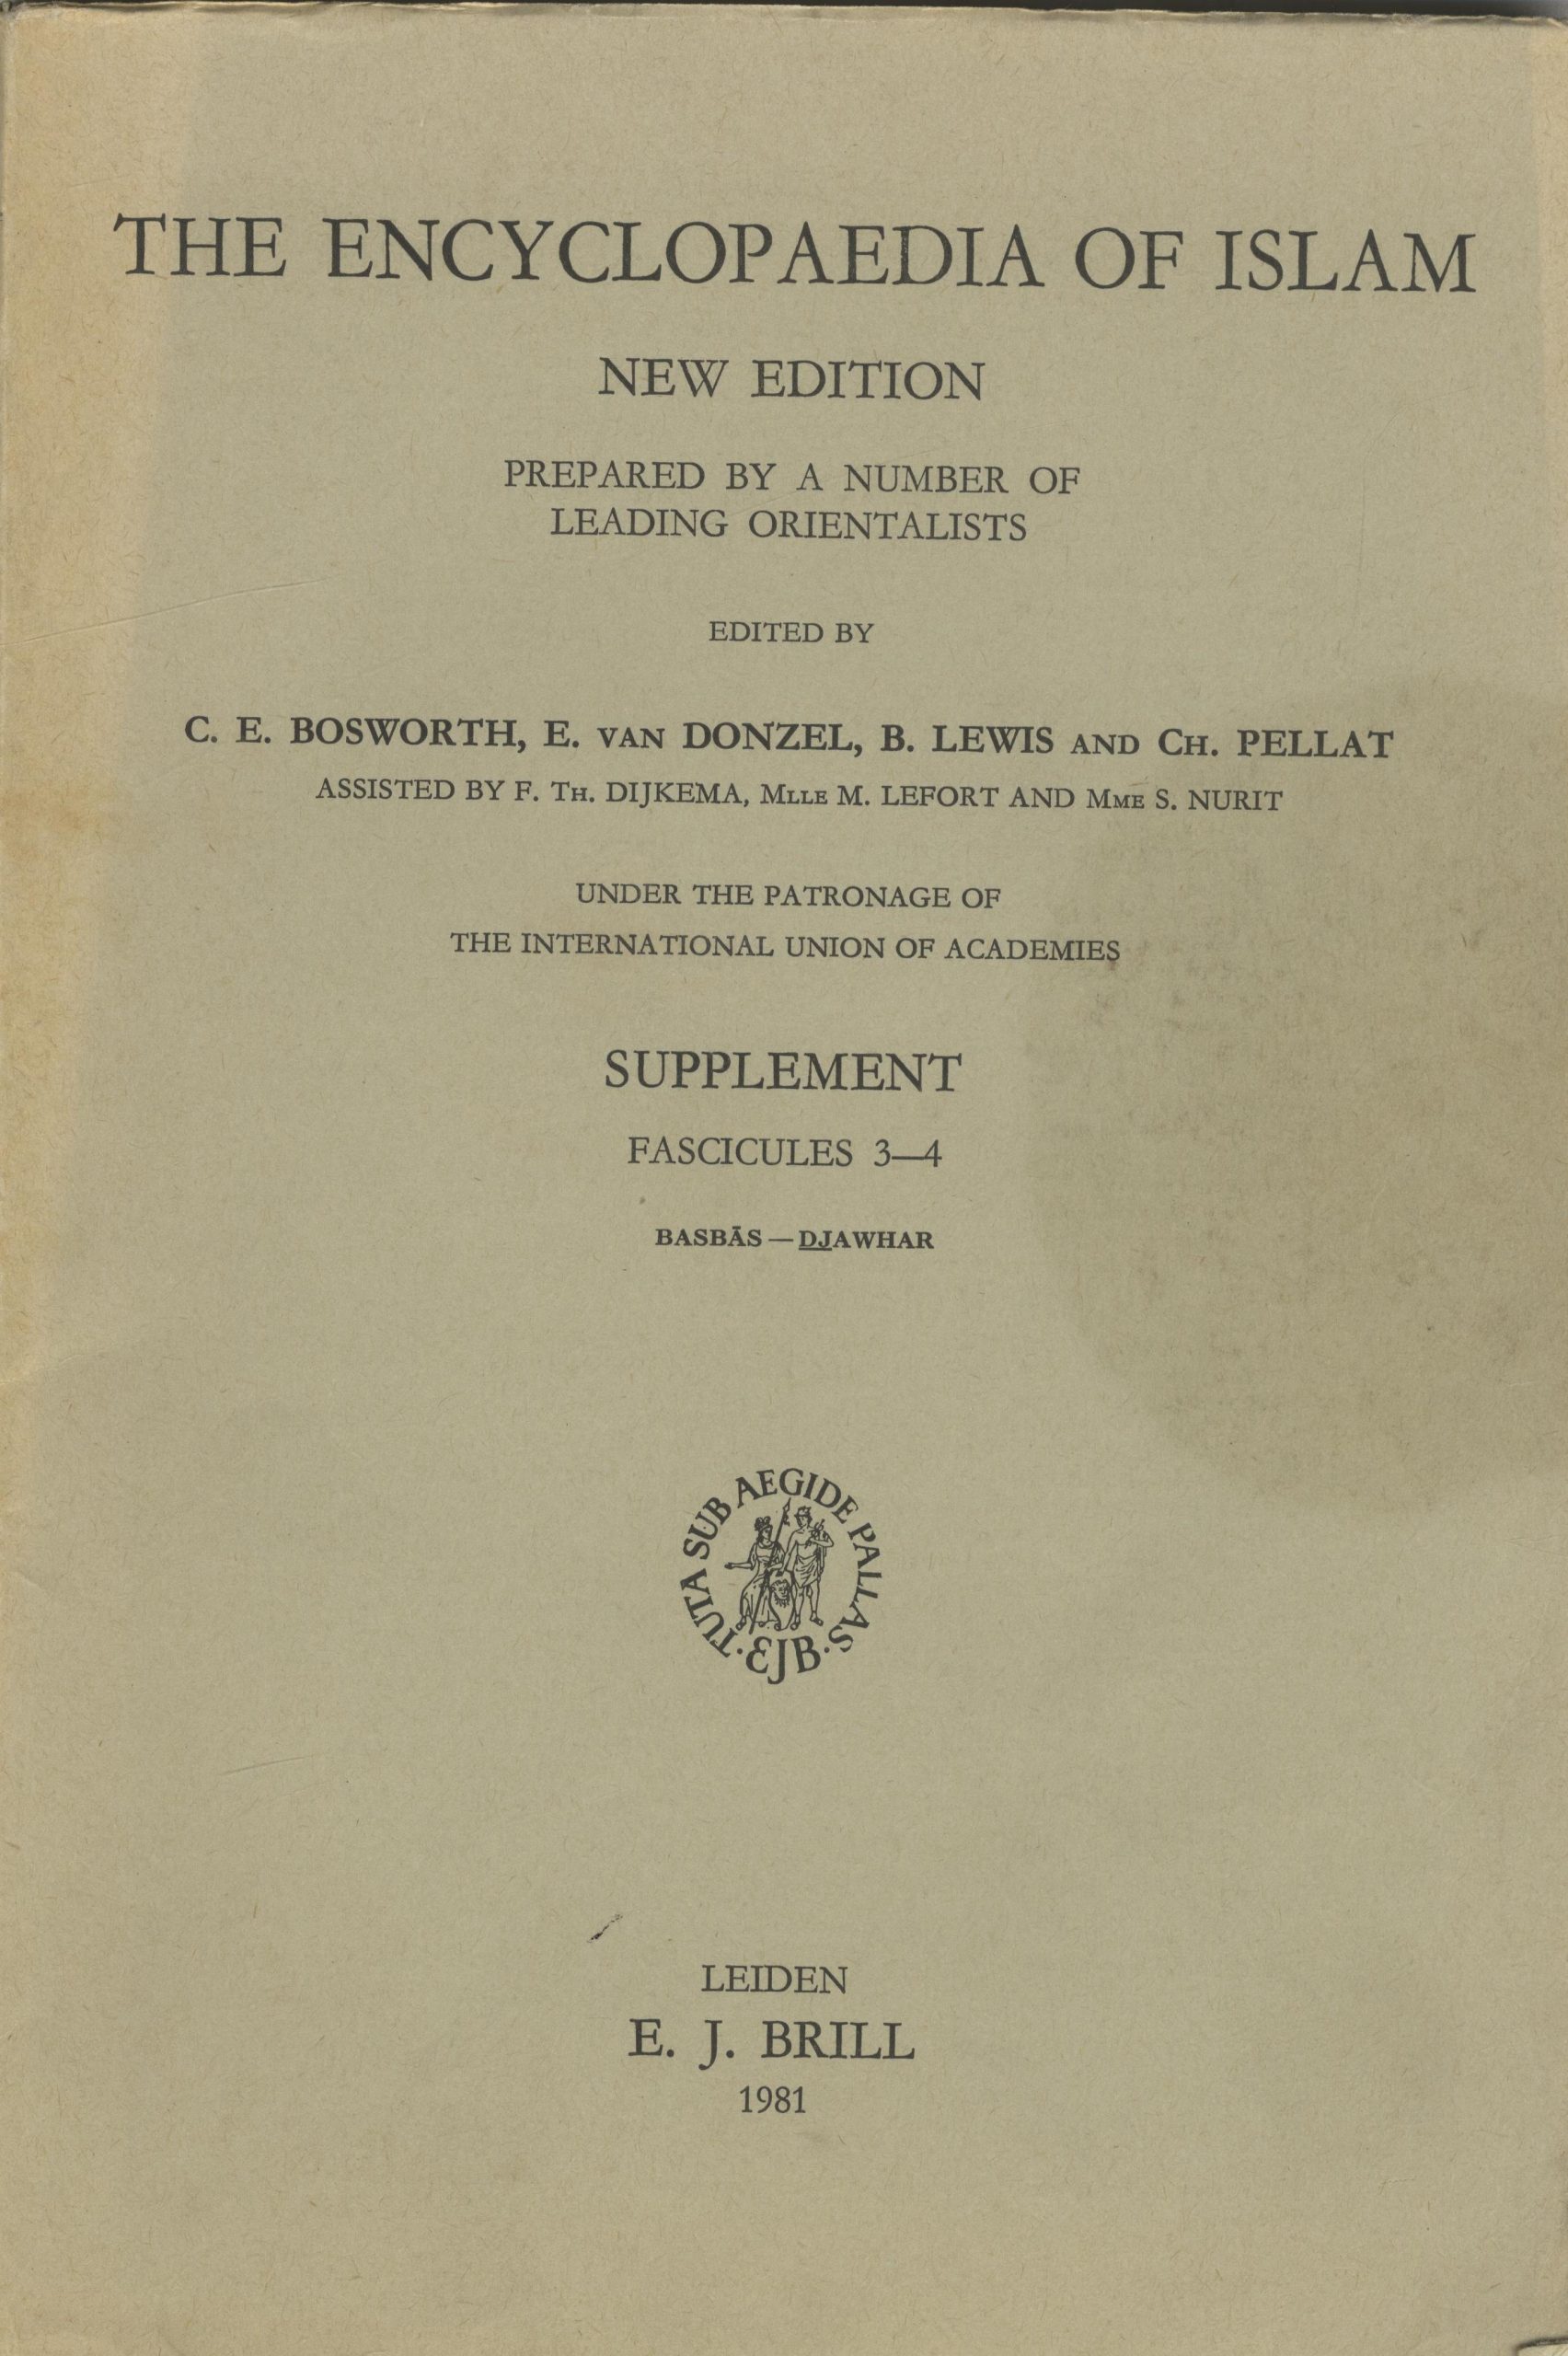 THE ENCYCLOPAEDIA OF ISLAM
NEW EDITION
PREPARED BY A NUMBER OF
LEADING ORIENTALISTS
EDITED BY
C. E. BOSWORTH, E. VAN DONZEL, B. LEWIS AND CH. PELLAT
ASSISTED BY F. TH. DIJKEMA, MLLE M. LEFORT AND MME S. NURIT
UNDER THE PATRONAGE OF
THE INTERNATIONAL UNION OF ACADEMIES
SUPPLEMENT
FASCICULES 3—4
BASBĀS — DJAWHAR
TUTA SUB AEGIDE PALLAS
·EJB·
LEIDEN
E. J. BRILL
1981